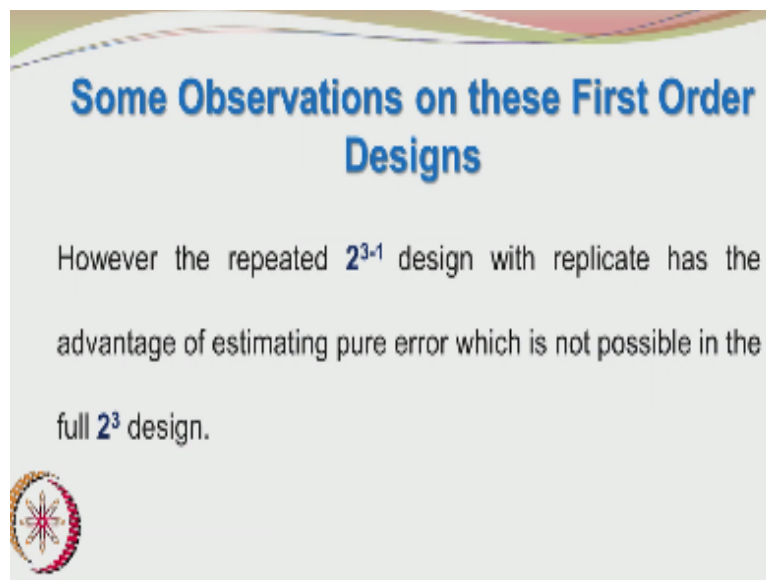 Some Observations on these First Order
Designs
However the repeated 2³⁻¹ design with replicate has the
advantage of estimating pure error which is not possible in the
full 2³ design.